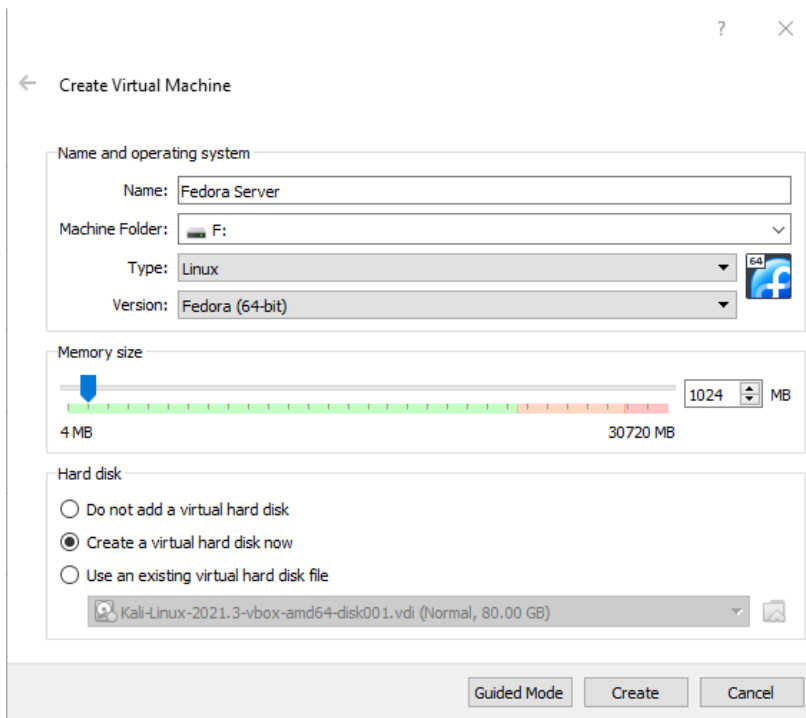 ?
Create Virtual Machine
Name and operating system
Name: Fedora Server
Machine Folder: F:
Type: Linux
64
Version: Fedora (64-bit)
Memory size
1024 MB
4 MB 30720 MB
Hard disk
Do not add a virtual hard disk
Create a virtual hard disk now
Use an existing virtual hard disk file
Kali-Linux-2021.3-vbox-amd64-disk001.vdi (Normal, 80.00 GB)
Guided Mode Create Cancel